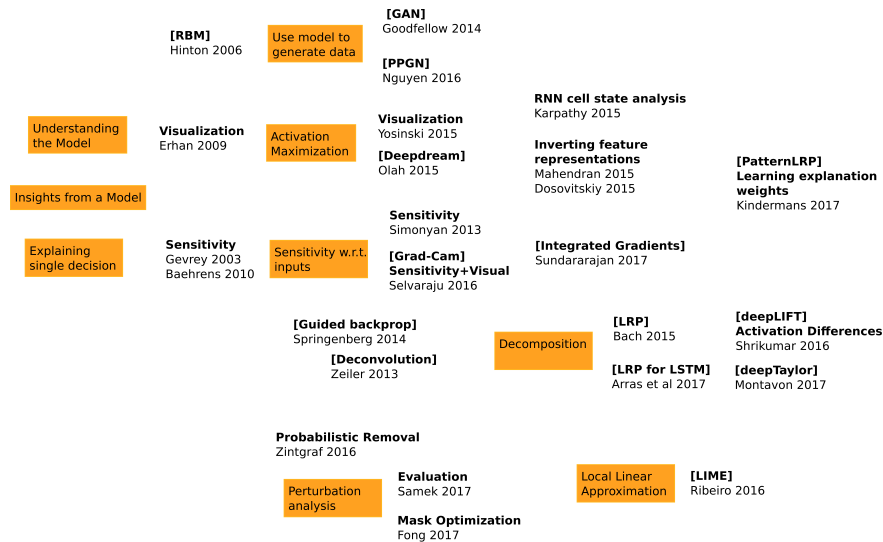 [RBM]
Hinton 2006
Use model to
generate data
[GAN]
Goodfellow 2014
[PPGN]
Nguyen 2016
Understanding
the Model
Visualization
Erhan 2009
Activation
Maximization
Visualization
Yosinski 2015
[Deepdream]
Olah 2015
RNN cell state analysis
Karpathy 2015
Inverting feature
representations
Mahendran 2015
Dosovitskiy 2015
[PatternLRP]
Learning explanation
weights
Kindermans 2017
Insights from a Model
Explaining
single decision
Sensitivity
Gevrey 2003
Baehrens 2010
Sensitivity w.r.t.
inputs
Sensitivity
Simonyan 2013
[Grad-Cam]
Sensitivity+Visual
Selvaraju 2016
[Integrated Gradients]
Sundararajan 2017
[Guided backprop]
Springenberg 2014
[Deconvolution]
Zeiler 2013
Decomposition
[LRP]
Bach 2015
[LRP for LSTM]
Arras et al 2017
[deepLIFT]
Activation Differences
Shrikumar 2016
[deepTaylor]
Montavon 2017
Probabilistic Removal
Zintgraf 2016
Perturbation
analysis
Evaluation
Samek 2017
Mask Optimization
Fong 2017
Local Linear
Approximation
[LIME]
Ribeiro 2016